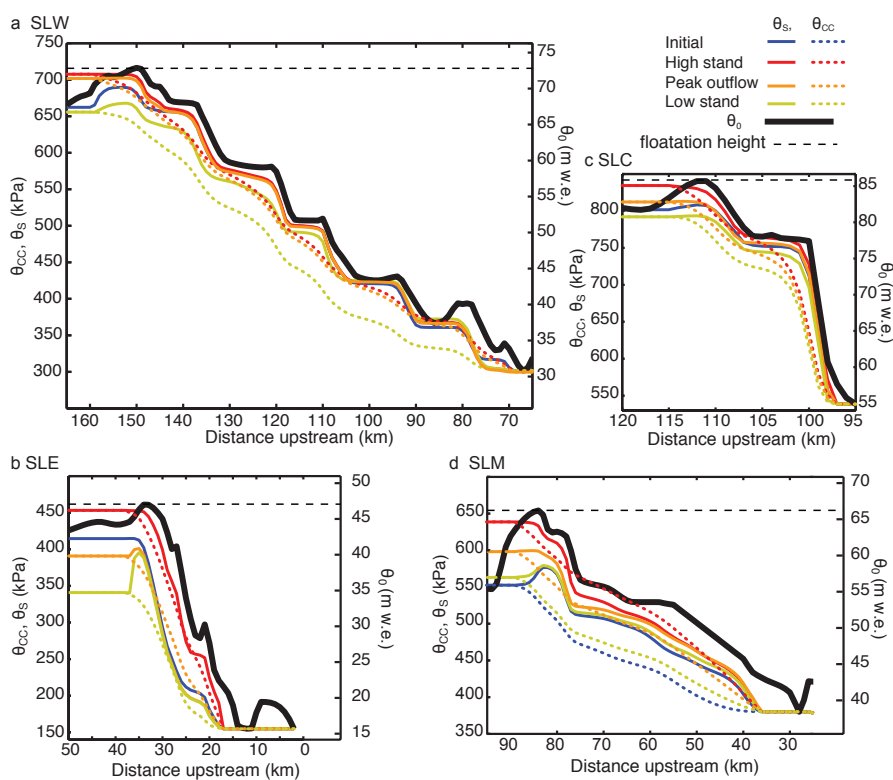 a SLW
θS, θCC
Initial
High stand
Peak outflow
Low stand
θ0
floatation height
750
700
650
600
550
500
450
400
350
300
θCC, θS (kPa)
70
65
60
55
50
45
40
35
30
θ0 (m w.e.)
160 150 140 130 120 110 100 90 80 70
Distance upstream (km)
c SLC
800
750
700
650
600
550
θCC, θS (kPa)
85
80
75
70
65
60
55
θ0 (m w.e.)
120 115 110 105 100 95
Distance upstream (km)
b SLE
450
400
350
300
250
200
150
θCC, θS (kPa)
50
45
40
35
30
25
20
15
θ0 (m w.e.)
50 40 30 20 10 0
Distance upstream (km)
d SLM
650
600
550
500
450
400
380
θCC, θS (kPa)
70
65
60
55
50
45
40
θ0 (m w.e.)
90 80 70 60 50 40 30
Distance upstream (km)